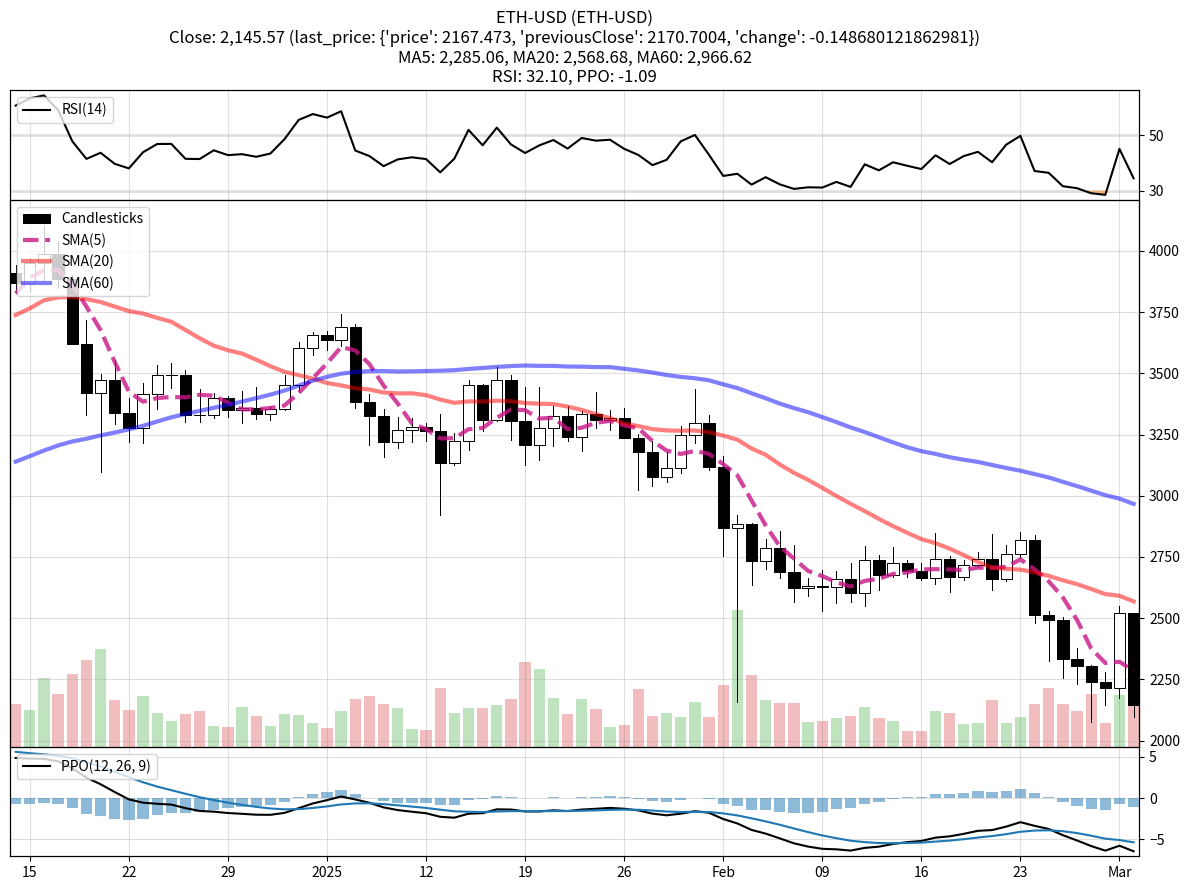 ETH-USD (ETH-USD)
Close: 2,145.57 (last_price: {'price': 2167.473, 'previousClose': 2170.7004, 'change': -0.148680121862981})
MA5: 2,285.06, MA20: 2,568.68, MA60: 2,966.62
RSI: 32.10, PPO: -1.09
RSI(14)
50
30
Candlesticks
SMA(5)
SMA(20)
SMA(60)
4000
3750
3500
3250
3000
2750
2500
2250
2000
PPO(12, 26, 9)
5
0
−5
15 22 29 2025 12 19 26 Feb 09 16 23 Mar